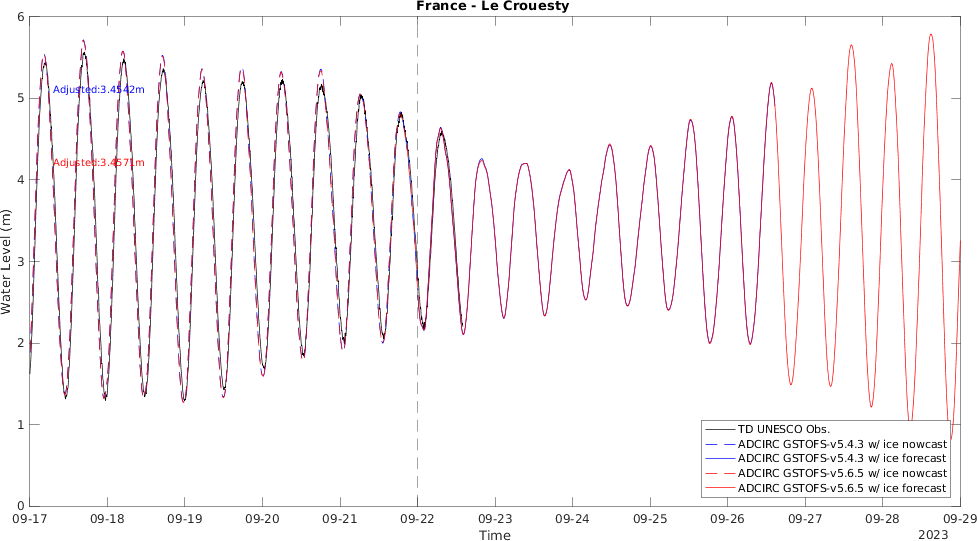 France - Le Crouesty
6
5
4
3
2
1
0
Water Level (m)
Adjusted:3.4542m
Adjusted:3.4571m
TD UNESCO Obs.
ADCIRC GSTOFS-v5.4.3 w/ ice nowcast
ADCIRC GSTOFS-v5.4.3 w/ ice forecast
ADCIRC GSTOFS-v5.6.5 w/ ice nowcast
ADCIRC GSTOFS-v5.6.5 w/ ice forecast
09-17 09-18 09-19 09-20 09-21 09-22 09-23 09-24 09-25 09-26 09-27 09-28 09-29
Time
2023